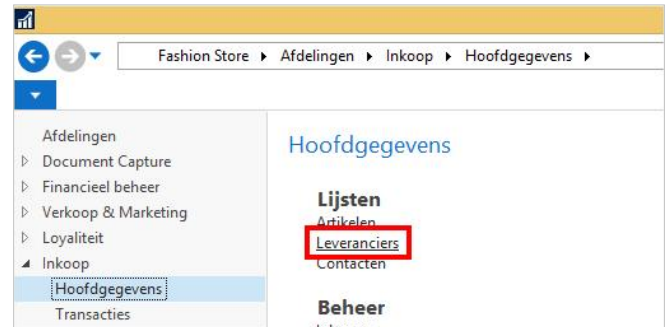 Fashion Store ▸ Afdelingen ▸ Inkoop ▸ Hoofdgegevens ▸
Afdelingen
Document Capture
Financieel beheer
Verkoop & Marketing
Loyaliteit
Inkoop
Hoofdgegevens
Transacties
Hoofdgegevens
Lijsten
Artikelen
Leveranciers
Contacten
Beheer